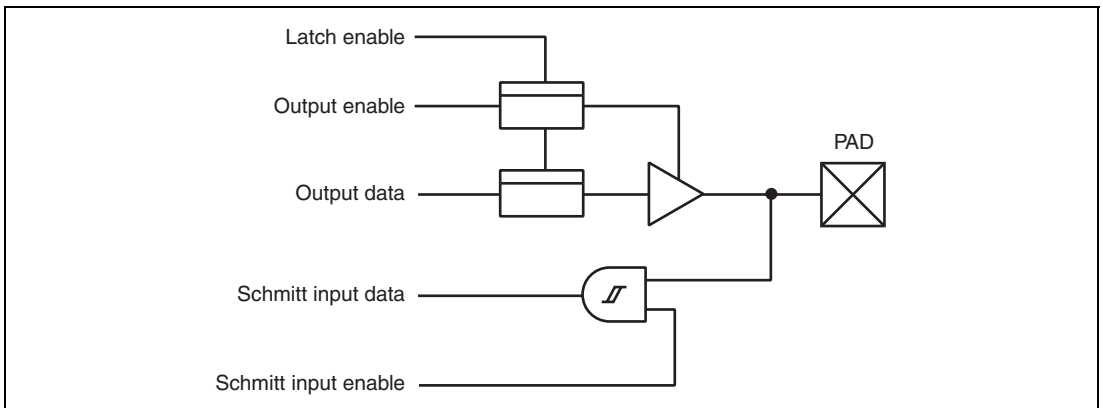 Latch enable
Output enable
PAD
Output data
Schmitt input data
Schmitt input enable